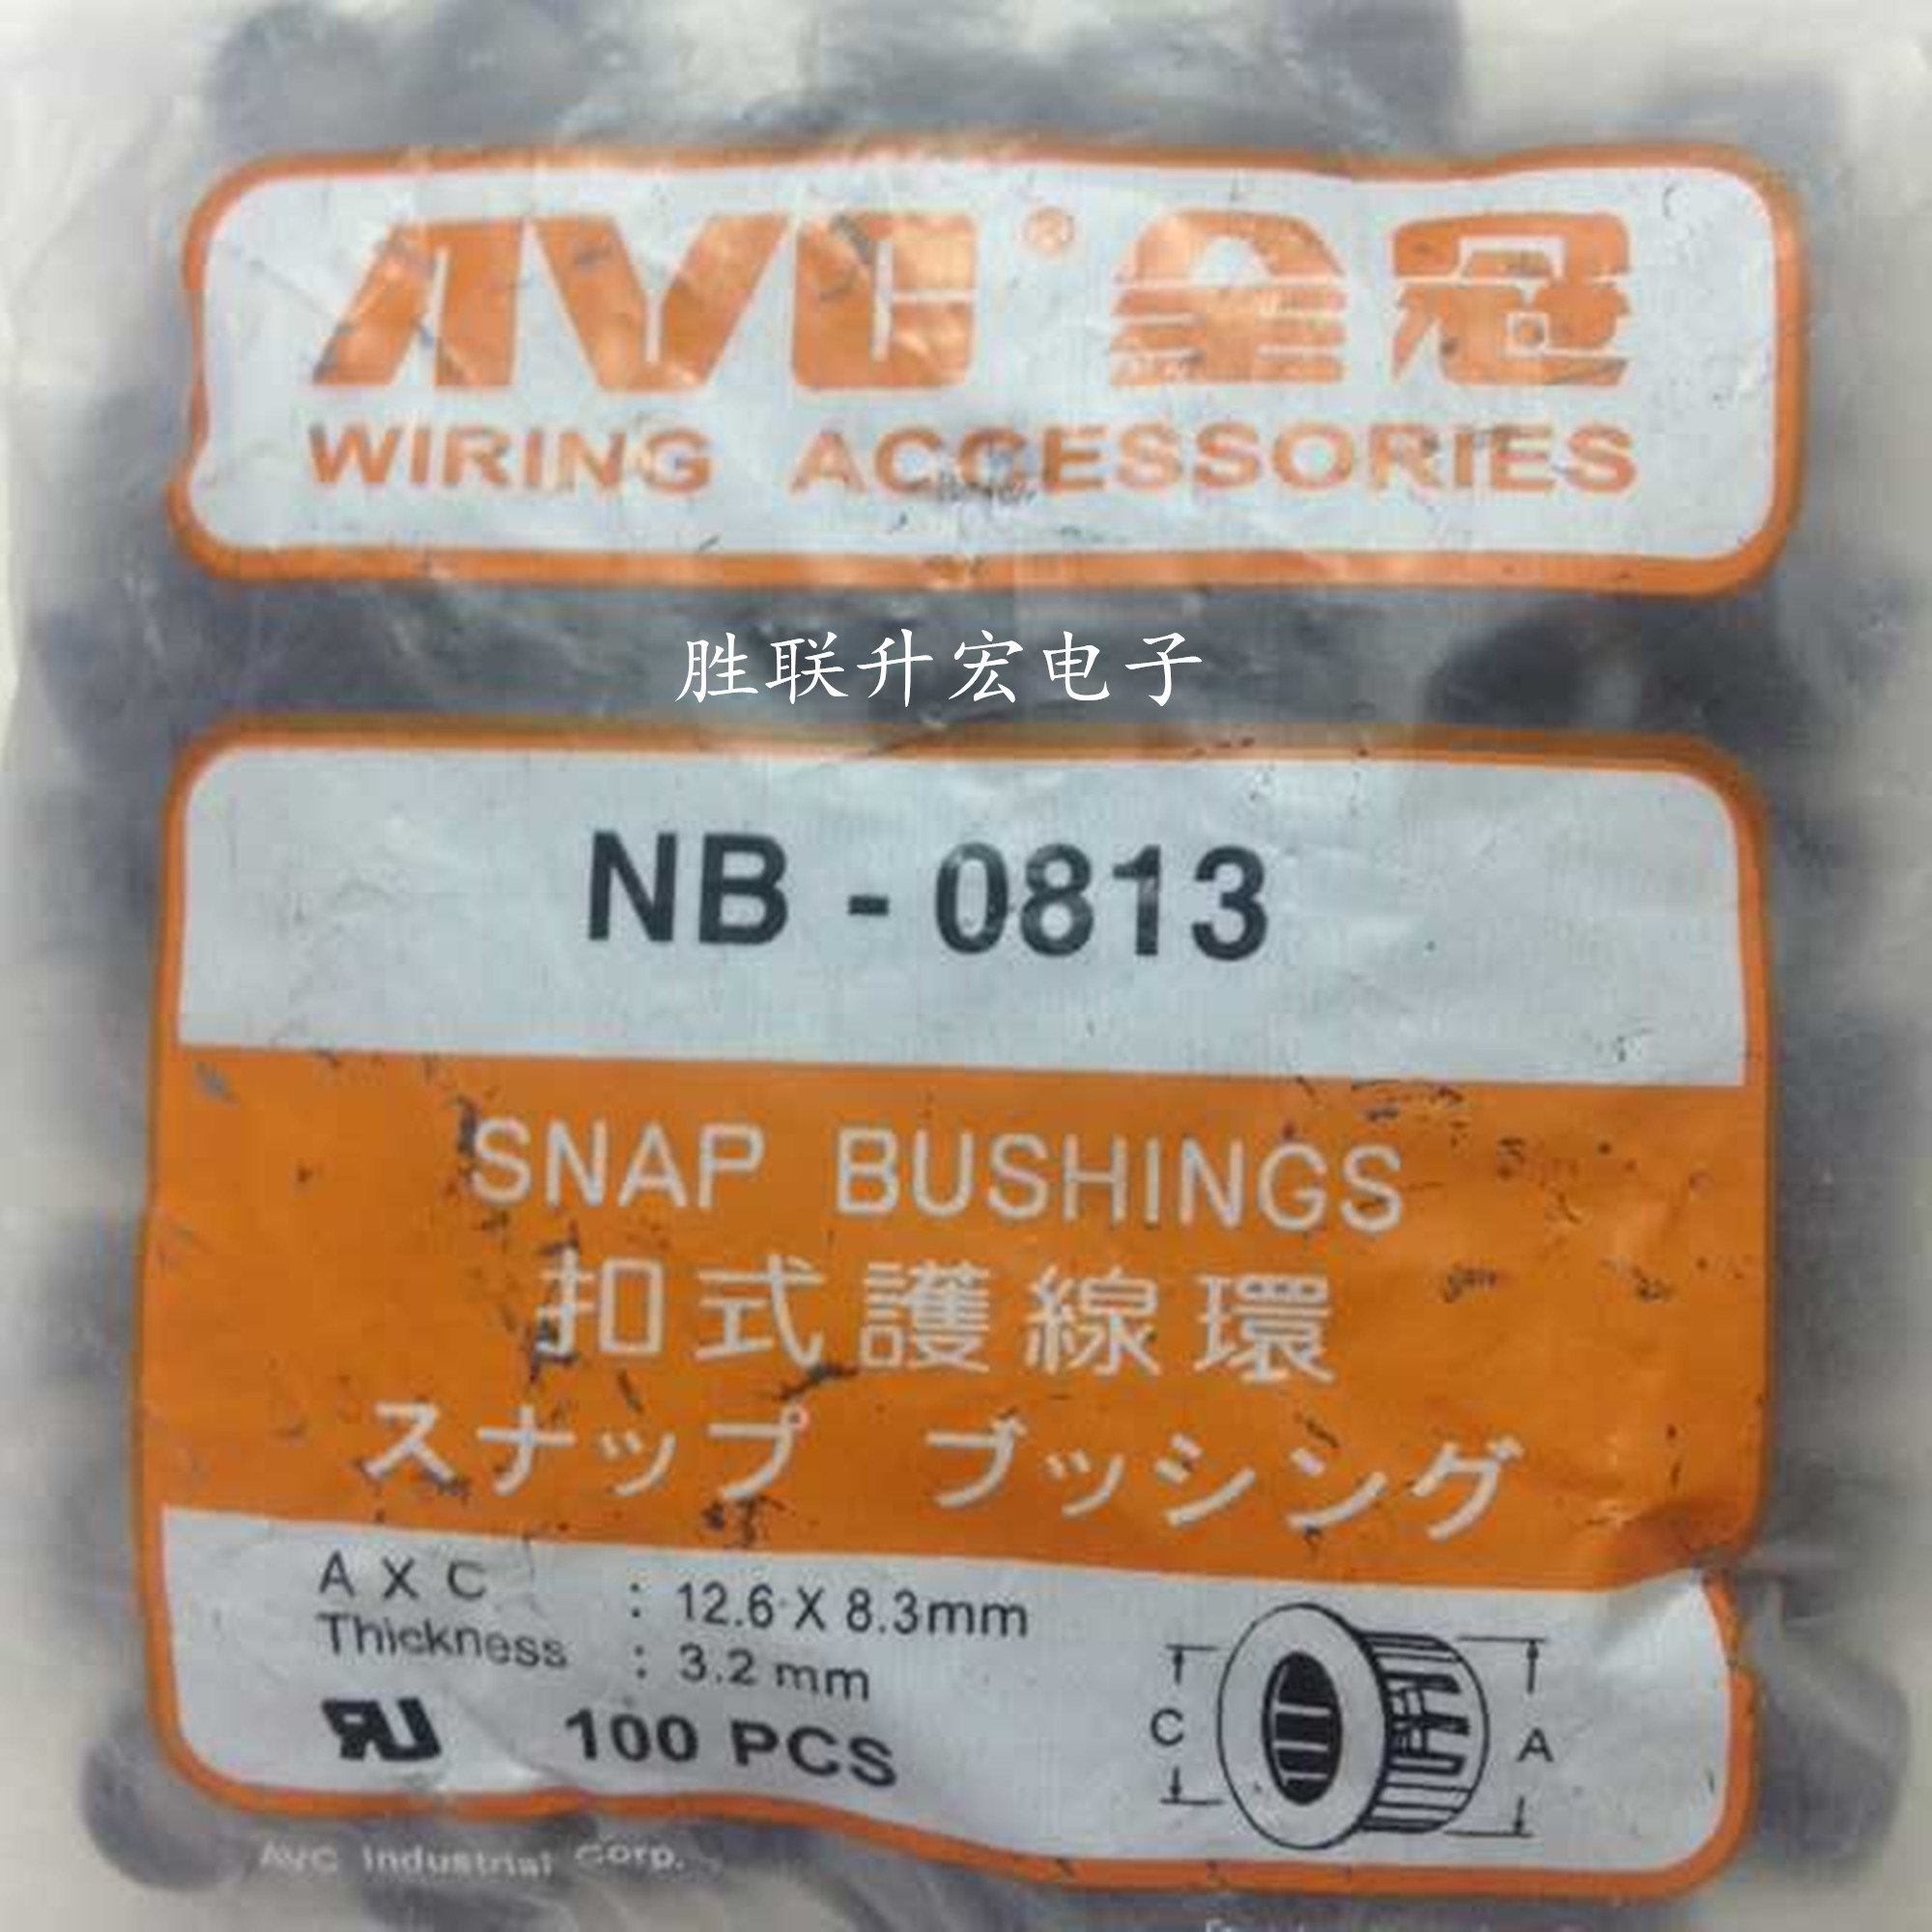 AVC® 全冠
WIRING ACCESSORIES
胜联升宏电子
NB - 0813
SNAP BUSHINGS
扣式護線環
スナップ ブッシング
A X C : 12.6 X 8.3mm
Thickness : 3.2 mm
RU 100 PCS
C
A
AVC Industrial Corp.